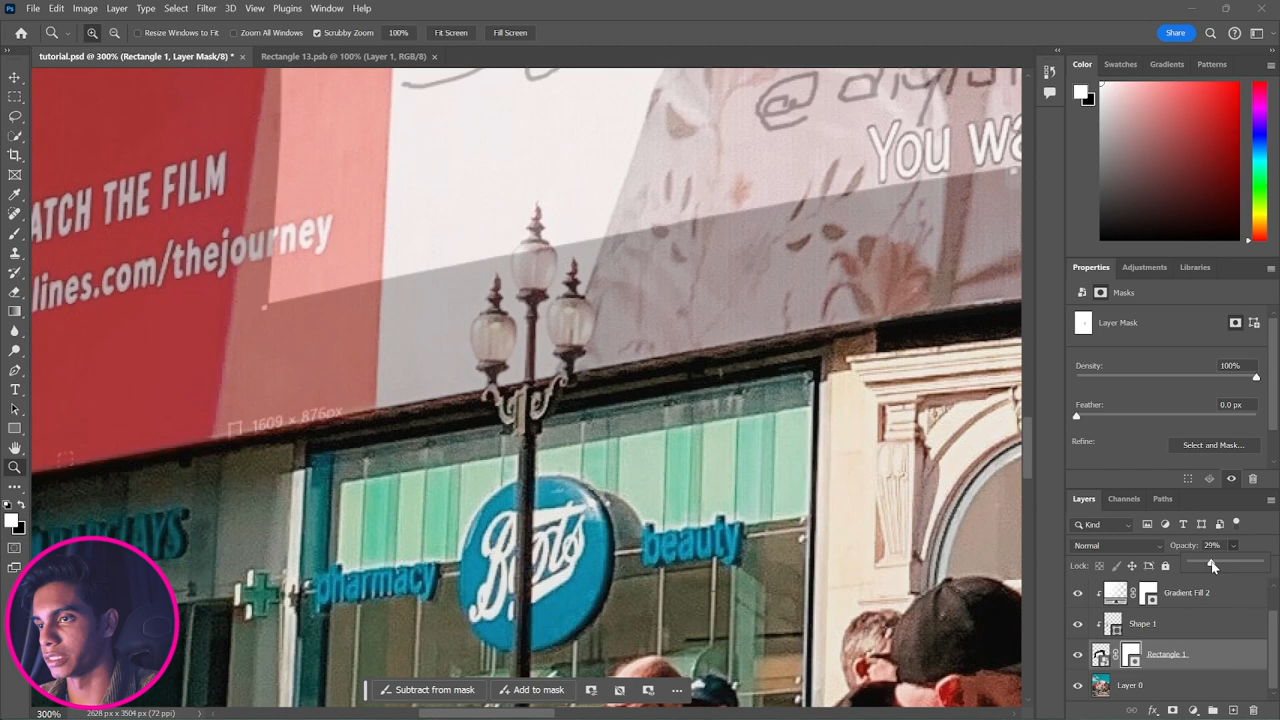 File Edit Image Layer Type Select Filter 3D View Plugins Window Help
Resize Windows to Fit Zoom All Windows Scrubby Zoom 100% Fit Screen Fill Screen Share
tutorial.psd @ 300% (Rectangle 1, Layer Mask/8) * × Rectangle 13.psb @ 100% (Layer 1, RGB/8) ×
Color Swatches Gradients Patterns
You wa
ATCH THE FILM
lines.com/thejourney
1609 × 876px
Boots
pharmacy
beauty
Properties Adjustments Libraries
Masks
Layer Mask
Density: 100%
Feather: 0.0 px
Refine: Select and Mask...
Layers Channels Paths
Kind
Normal Opacity: 29%
Lock:
Gradient Fill 2
Shape 1
Rectangle 1
Layer 0
Subtract from mask Add to mask ...
300% 2628 px x 3504 px (72 ppi)